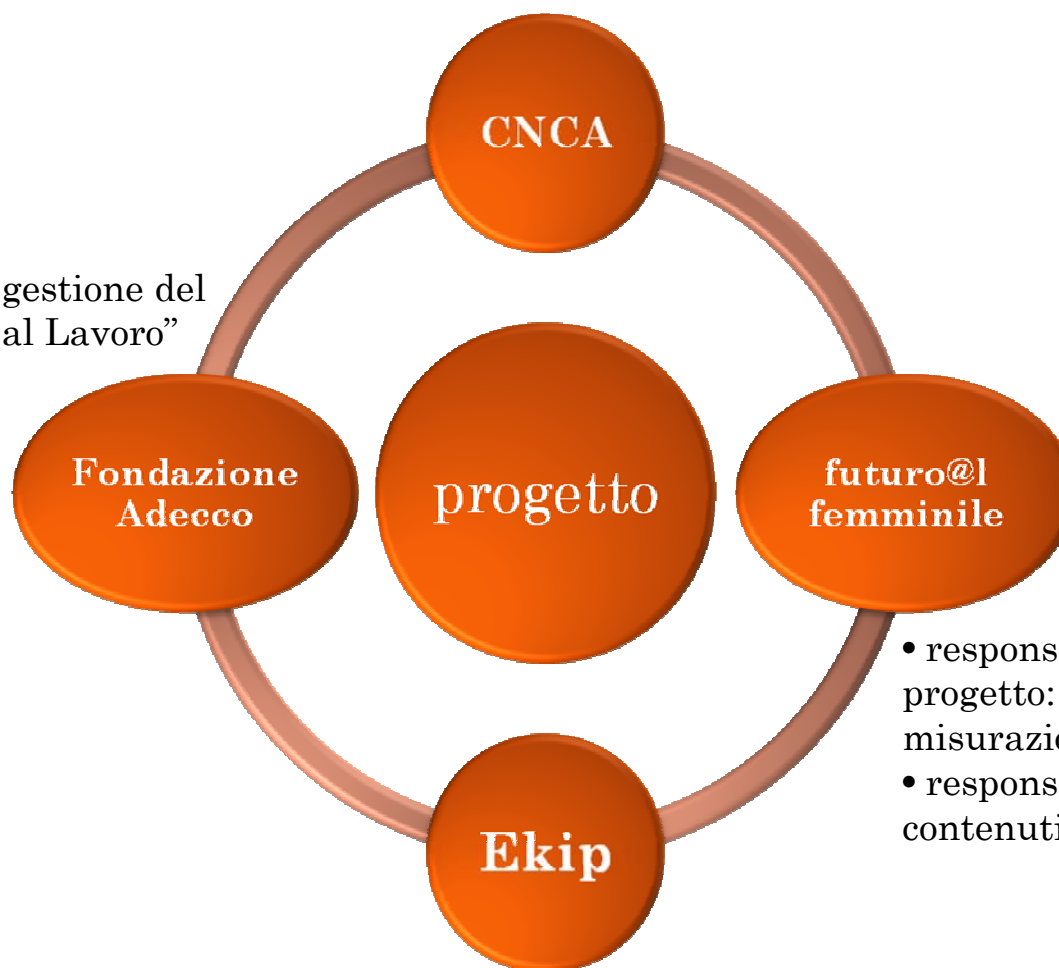 CNCA
gestione del
al Lavoro”
Fondazione
Adecco
progetto
futuro@l
femminile
• respons
progetto:
misurazio
• respons
contenuti
Ekip